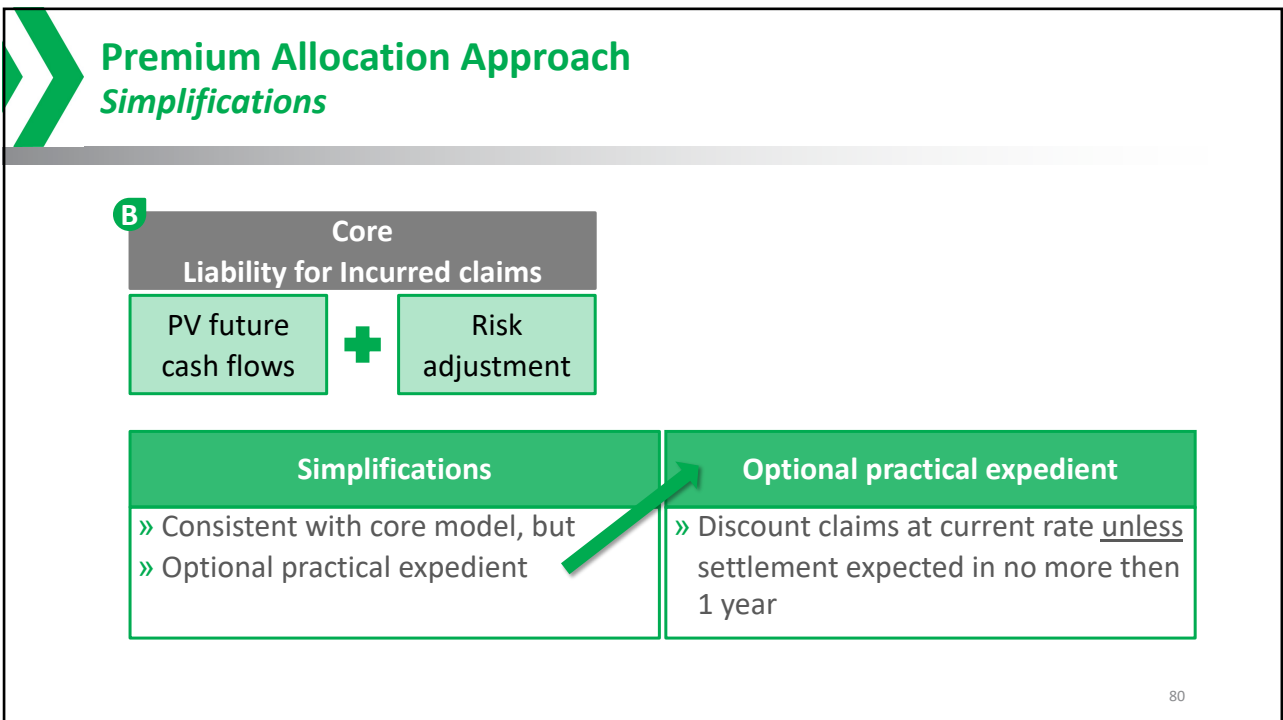 Premium Allocation Approach
Simplifications
B
Core
Liability for Incurred claims
PV future
cash flows
Risk
adjustment
Simplifications
» Consistent with core model, but
» Optional practical expedient
Optional practical expedient
» Discount claims at current rate unless
settlement expected in no more then
1 year
80